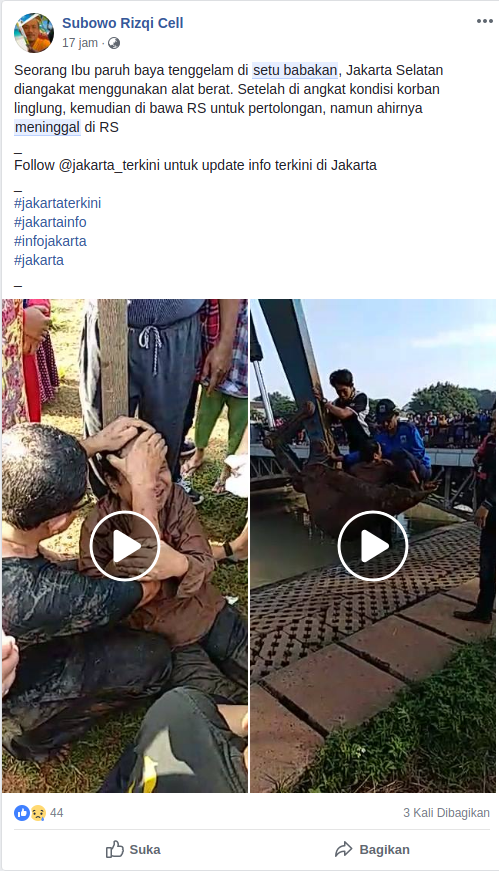 Subowo Rizqi Cell
17 jam ·
Seorang Ibu paruh baya tenggelam di setu babakan, Jakarta Selatan
diangakat menggunakan alat berat. Setelah di angkat kondisi korban
linglung, kemudian di bawa RS untuk pertolongan, namun ahirnya
meninggal di RS
_
Follow @jakarta_terkini untuk update info terkini di Jakarta
_
#jakartaterkini
#jakartainfo
#infojakarta
#jakarta
_
44
3 Kali Dibagikan
Suka
Bagikan